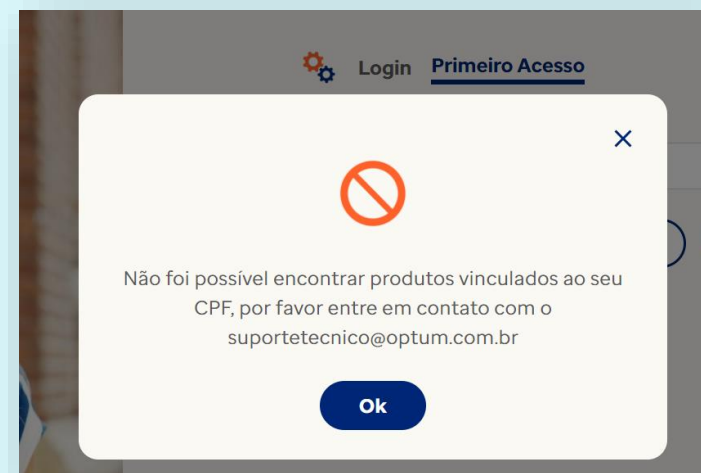 Login Primeiro Acesso
Não foi possível encontrar produtos vinculados ao seu
CPF, por favor entre em contato com o
suportetecnico@optum.com.br
Ok